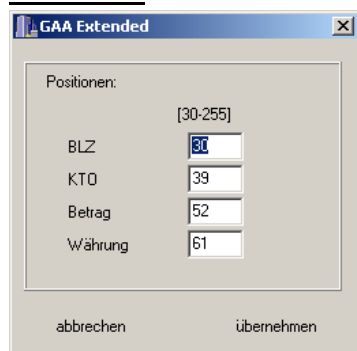 GAA Extended
Positionen:
[30-255]
BLZ 30
KTO 39
Betrag 52
Währung 61
abbrechen übernehmen